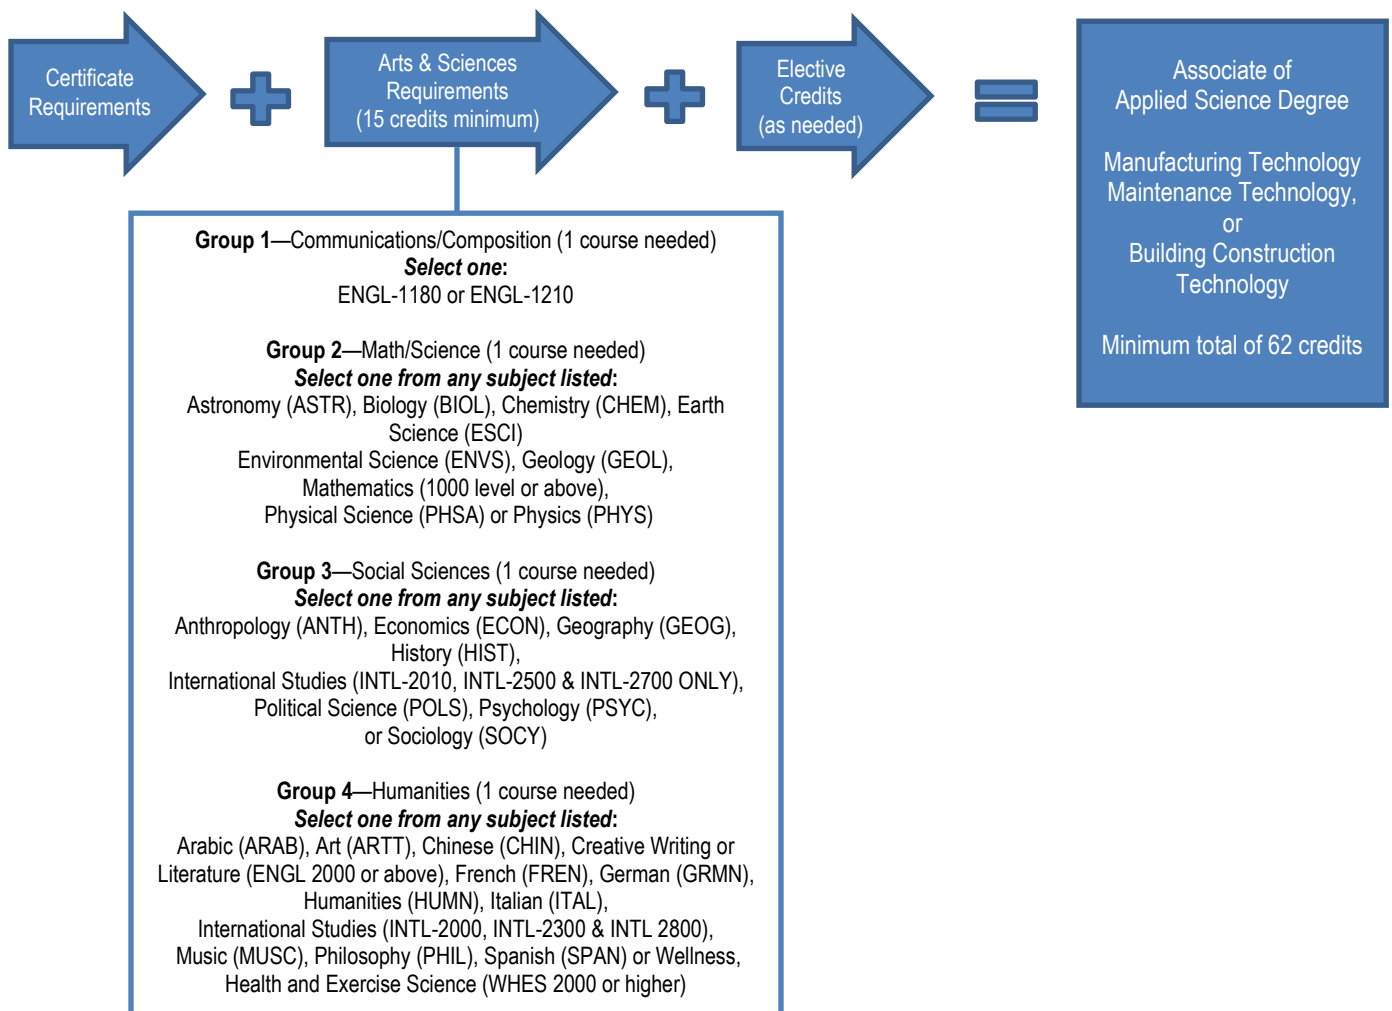 Certificate
Requirements
Arts & Sciences
Requirements
(15 credits minimum)
Elective
Credits
(as needed)
Associate of
Applied Science Degree
Manufacturing Technology
Maintenance Technology,
or
Building Construction
Technology
Minimum total of 62 credits
Group 1—Communications/Composition (1 course needed)
Select one:
ENGL-1180 or ENGL-1210
Group 2—Math/Science (1 course needed)
Select one from any subject listed:
Astronomy (ASTR), Biology (BIOL), Chemistry (CHEM), Earth
Science (ESCI)
Environmental Science (ENVS), Geology (GEOL),
Mathematics (1000 level or above),
Physical Science (PHSA) or Physics (PHYS)
Group 3—Social Sciences (1 course needed)
Select one from any subject listed:
Anthropology (ANTH), Economics (ECON), Geography (GEOG),
History (HIST),
International Studies (INTL-2010, INTL-2500 & INTL-2700 ONLY),
Political Science (POLS), Psychology (PSYC),
or Sociology (SOCY)
Group 4—Humanities (1 course needed)
Select one from any subject listed:
Arabic (ARAB), Art (ARTT), Chinese (CHIN), Creative Writing or
Literature (ENGL 2000 or above), French (FREN), German (GRMN),
Humanities (HUMN), Italian (ITAL),
International Studies (INTL-2000, INTL-2300 & INTL 2800),
Music (MUSC), Philosophy (PHIL), Spanish (SPAN) or Wellness,
Health and Exercise Science (WHES 2000 or higher)